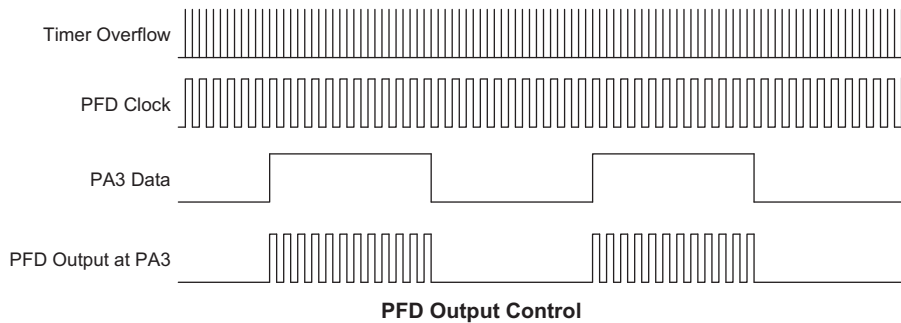 Timer Overflow
PFD Clock
PA3 Data
PFD Output at PA3
PFD Output Control